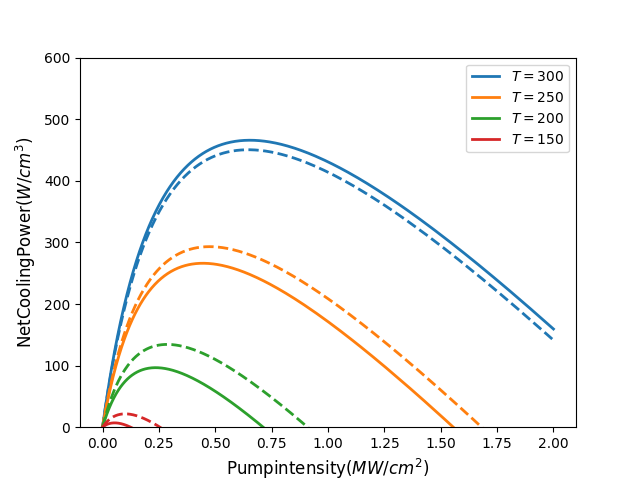 600
500
400
300
200
100
0
NetCoolingPower(W/cm³)
0.00 0.25 0.50 0.75 1.00 1.25 1.50 1.75 2.00
Pumpintensity(MW/cm²)
T = 300
T = 250
T = 200
T = 150